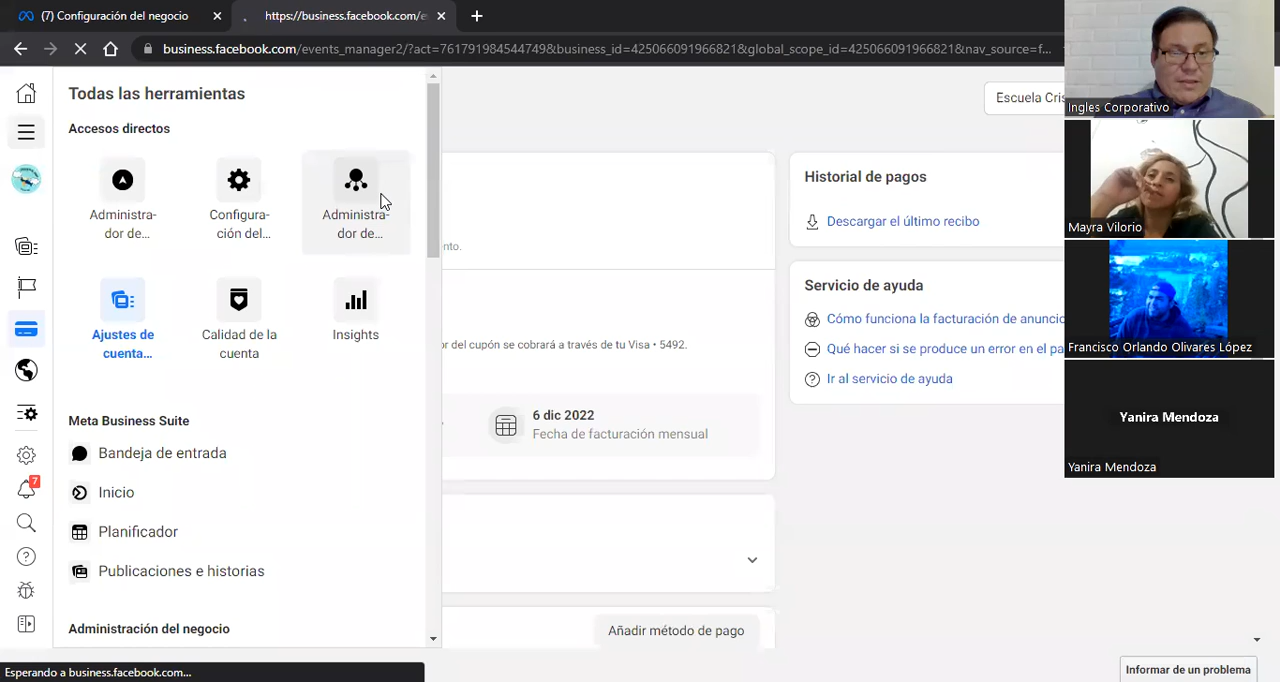 (7) Configuración del negocio
https://business.facebook.com/e
business.facebook.com/events_manager2/?act=761791984544749&business_id=425066091966821&global_scope_id=425066091966821&nav_source=f...
Todas las herramientas
Accesos directos
Administra-
dor de...
Configura-
ción del...
Administra-
dor de...
Ajustes de
cuenta...
Calidad de la
cuenta
Insights
Meta Business Suite
Bandeja de entrada
Inicio
Planificador
Publicaciones e historias
Administración del negocio
7
Esperando a business.facebook.com...
Escuela Cris
nto.
or del cupón se cobrará a través de tu Visa • 5492.
6 dic 2022
Fecha de facturación mensual
Añadir método de pago
Historial de pagos
Descargar el último recibo
Servicio de ayuda
Cómo funciona la facturación de anuncio
Qué hacer si se produce un error en el pa
Ir al servicio de ayuda
Informar de un problema
Ingles Corporativo
Mayra Vilorio
Francisco Orlando Olivares López
Yanira Mendoza
Yanira Mendoza